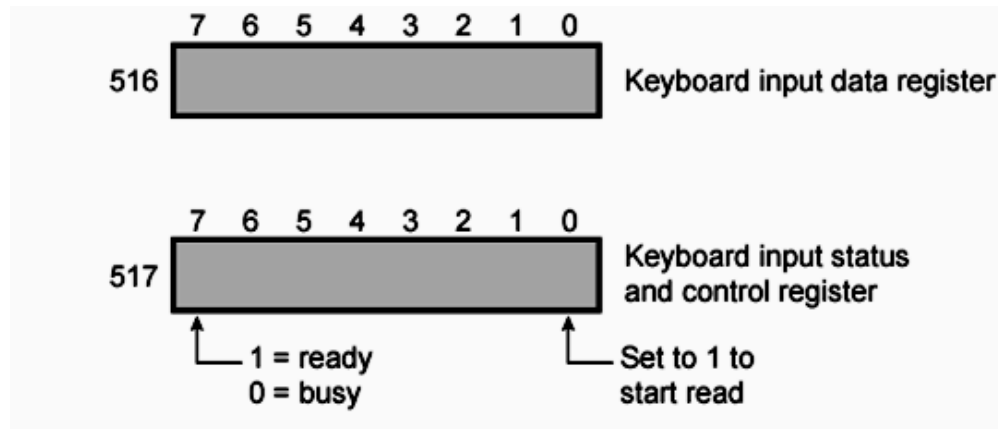 7 6 5 4 3 2 1 0
516 Keyboard input data register
7 6 5 4 3 2 1 0
517 Keyboard input status
and control register
1 = ready
0 = busy
Set to 1 to
start read